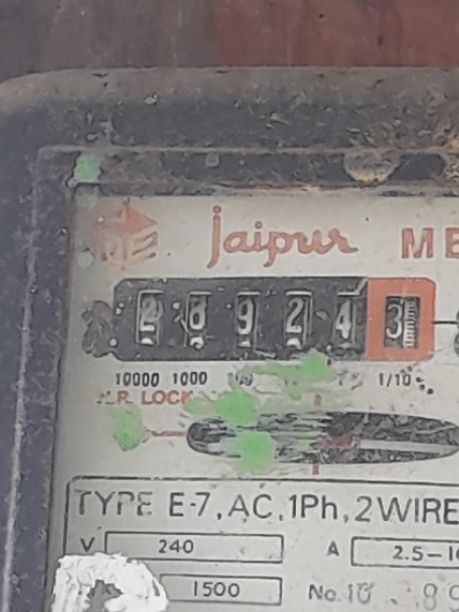 Jaipur ME
2 8 9 2 4 3
10000 1000 1/10
LOCK
TYPE E-7, AC, 1Ph, 2WIRE
V 240 A 2.5-1
1500 No.